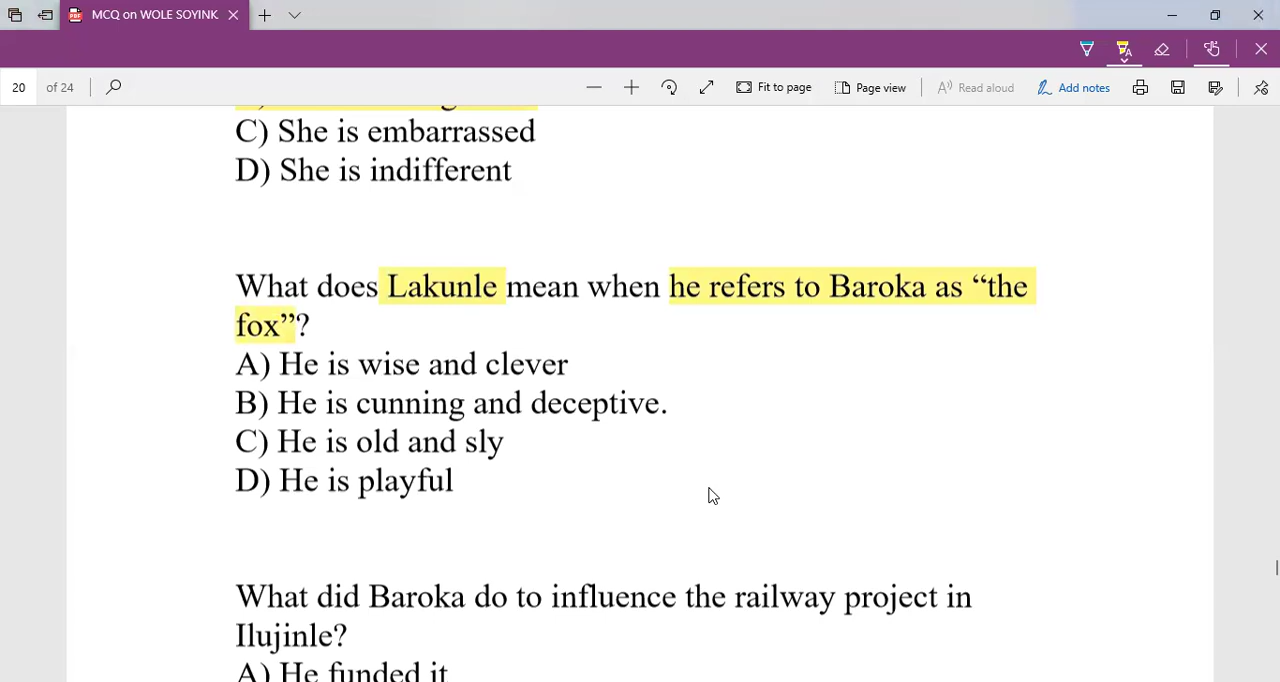 MCQ on WOLE SOYINK
20 of 24
Fit to page
Page view
Read aloud
Add notes
C) She is embarrassed
D) She is indifferent
What does Lakunle mean when he refers to Baroka as “the
fox”?
A) He is wise and clever
B) He is cunning and deceptive.
C) He is old and sly
D) He is playful
What did Baroka do to influence the railway project in
Ilujinle?
A) He funded it